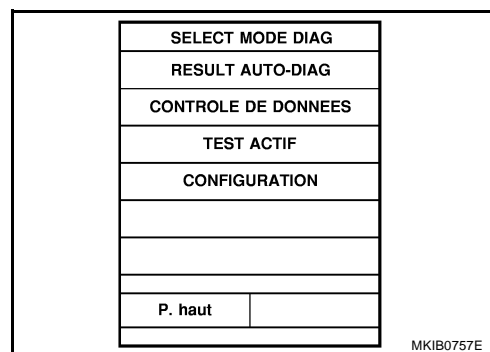 SELECT MODE DIAG
RESULT AUTO-DIAG
CONTROLE DE DONNEES
TEST ACTIF
CONFIGURATION
P. haut
MKIB0757E